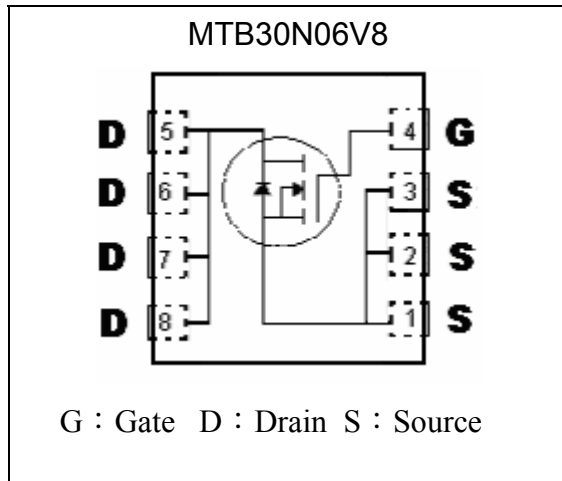 MTB30N06V8
D 5 4 G
D 6 3 S
D 7 2 S
D 8 1 S
G：Gate D：Drain S：Source